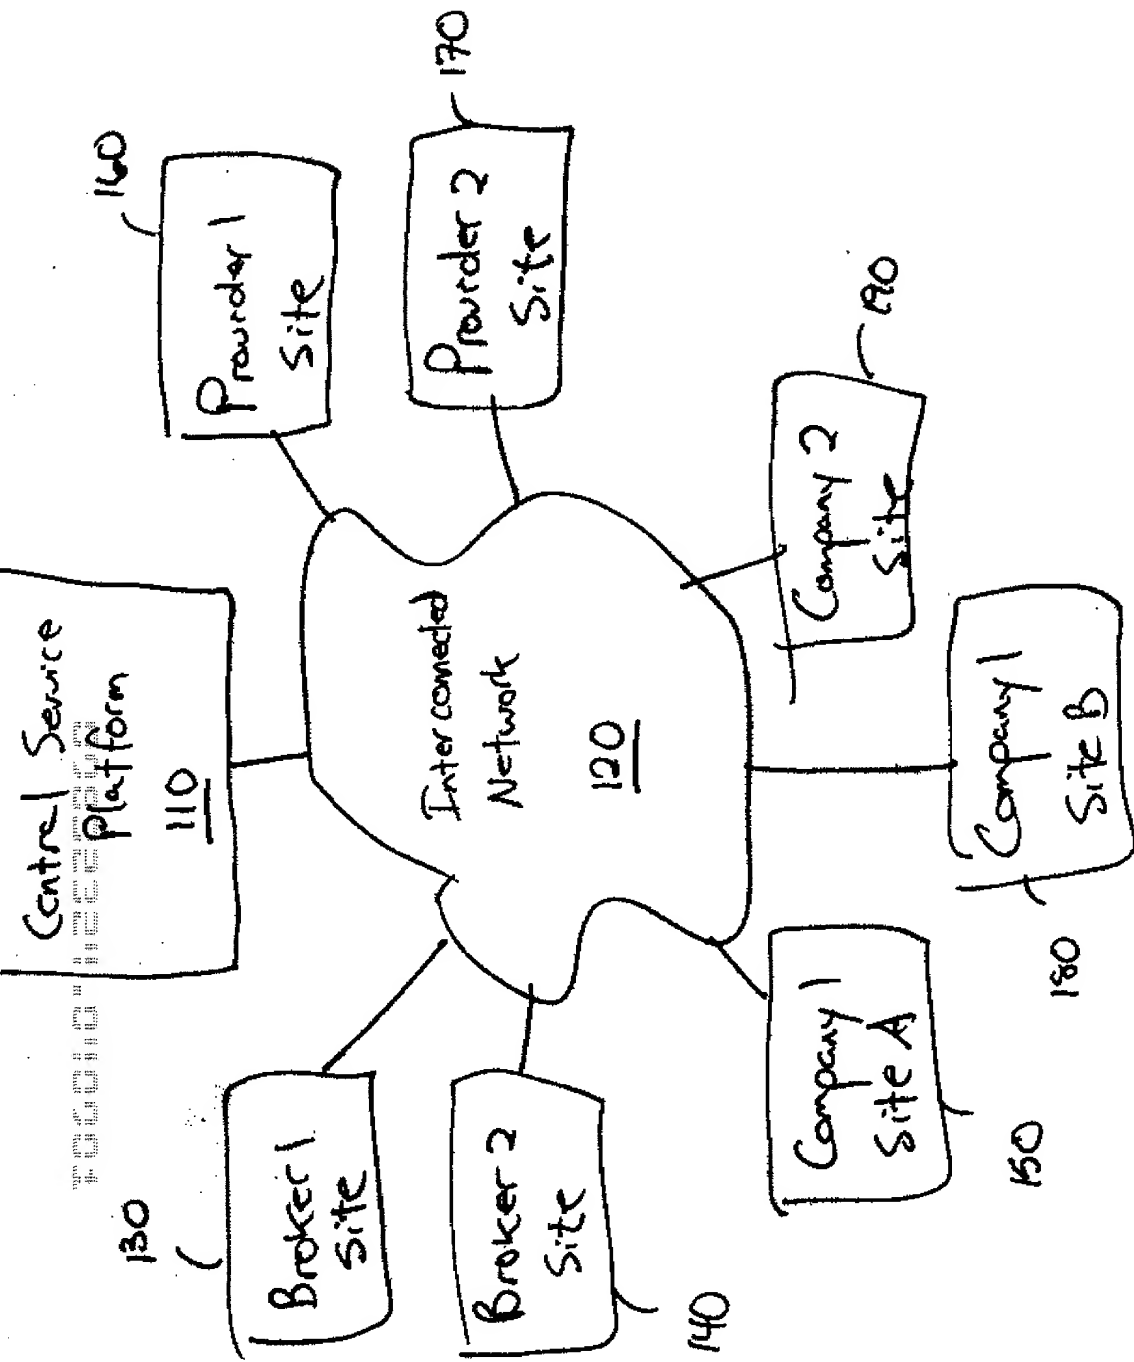 Central Service
Platform
110
160
Provider 1
Site
170
Provider 2
Site
130
Broker 1
Site
Interconnected
Network
120
Broker 2
Site
140
190
Company 2
Site
Company 1
Site A
150
Company 1
Site B
180